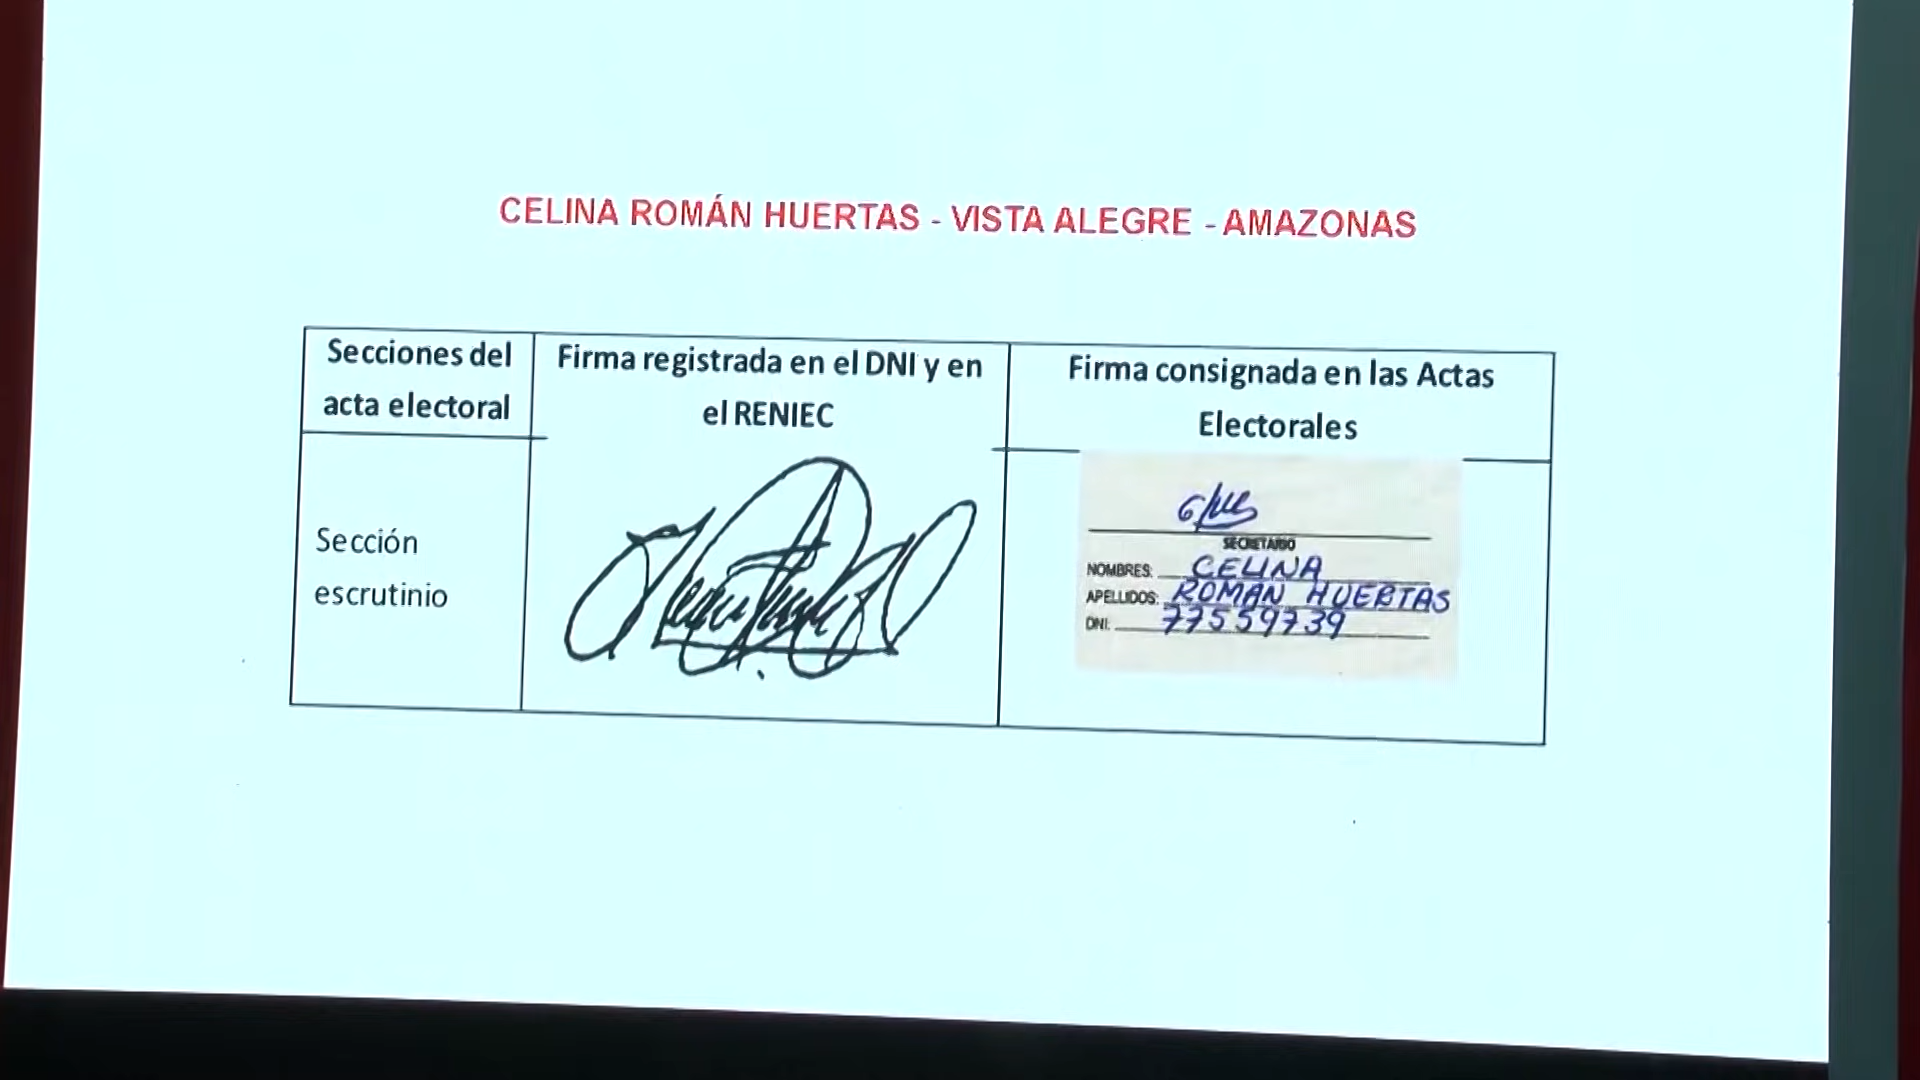 CELINA ROMÁN HUERTAS - VISTA ALEGRE - AMAZONAS
Secciones del
acta electoral
Firma registrada en el DNI y en
el RENIEC
Firma consignada en las Actas
Electorales
Sección
escrutinio
SECRETARIO
NOMBRES: CELINA
APELLIDOS: ROMAN HUERTAS
DNI: 77559739